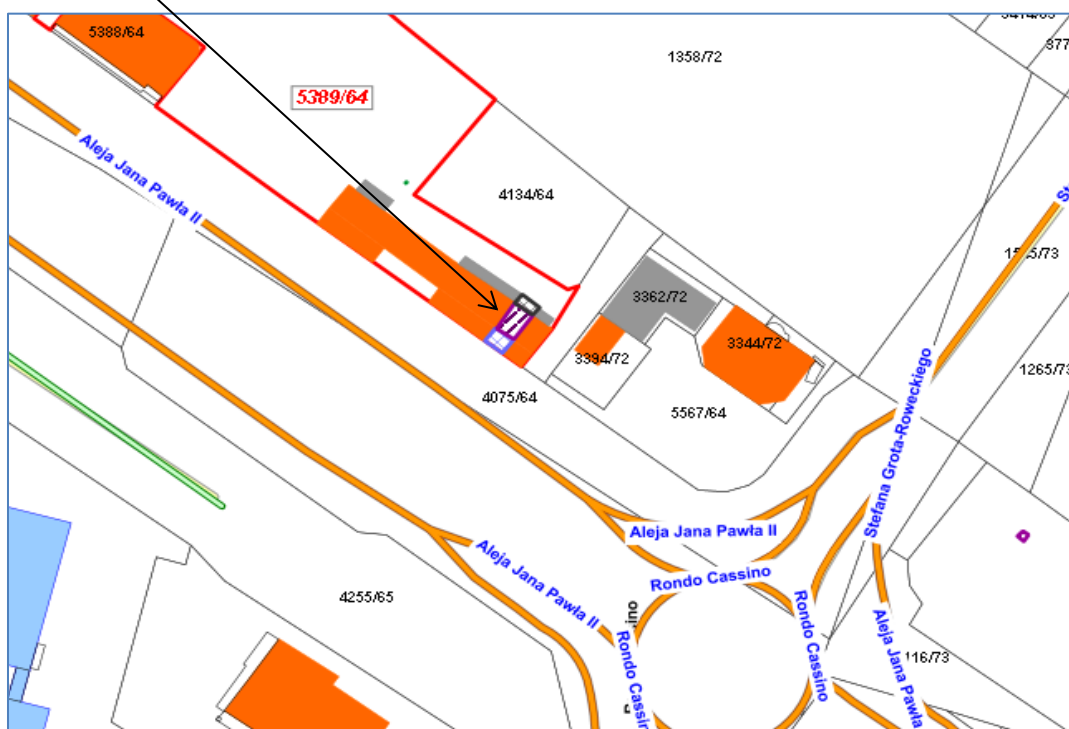 5388/64
1358/72
5389/64
Aleja Jana Pawła II
4134/64
3362/72
3344/72
3394/72
4075/64
5567/64
1265/73
Stefana Grota-Roweckiego
Aleja Jana Pawła II
Aleja Jana Pawła II
Rondo Cassino
4255/65
Rondo Cassino
Rondo Cassin
Aleja Jana Pawła
116/73